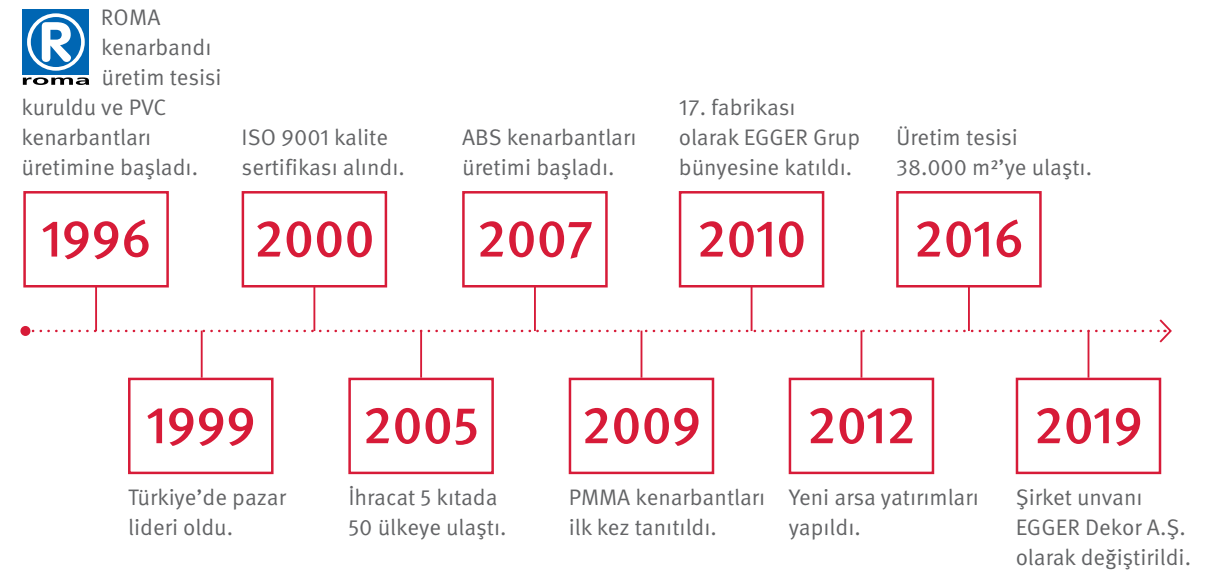 R
roma
ROMA
kenarbandı
üretim tesisi
kuruldu ve PVC
kenarbantları
üretimine başladı.
1996
1999
Türkiye’de pazar
lideri oldu.
ISO 9001 kalite
sertifikası alındı.
2000
2005
İhracat 5 kıtada
50 ülkeye ulaştı.
ABS kenarbantları
üretimi başladı.
2007
2009
PMMA kenarbantları
ilk kez tanıtıldı.
17. fabrikası
olarak EGGER Grup
bünyesine katıldı.
2010
2012
Yeni arsa yatırımları
yapıldı.
Üretim tesisi
38.000 m²’ye ulaştı.
2016
2019
Şirket unvanı
EGGER Dekor A.Ş.
olarak değiştirildi.